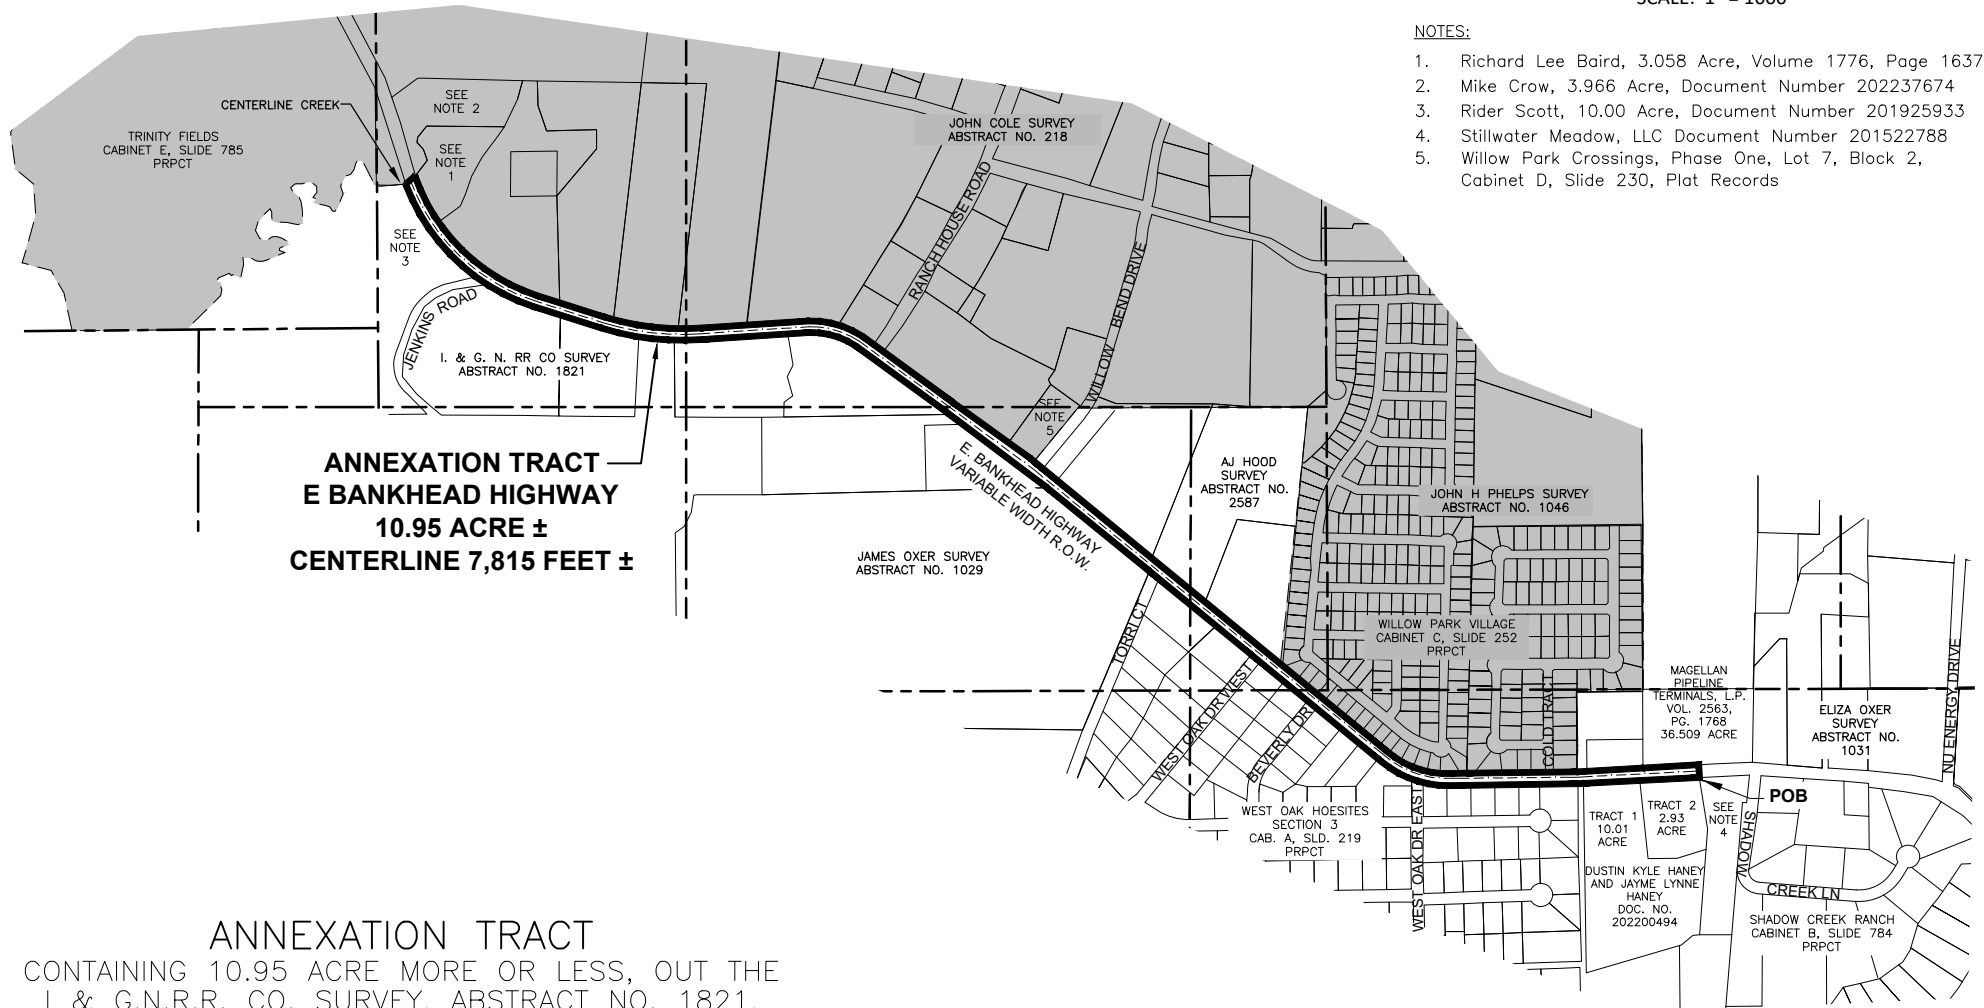 SCALE: 1" = 1000'
NOTES:
1. Richard Lee Baird, 3.058 Acre, Volume 1776, Page 1637
2. Mike Crow, 3.966 Acre, Document Number 202237674
3. Rider Scott, 10.00 Acre, Document Number 201925933
4. Stillwater Meadow, LLC Document Number 201522788
5. Willow Park Crossings, Phase One, Lot 7, Block 2,
Cabinet D, Slide 230, Plat Records
CENTERLINE CREEK
TRINITY FIELDS
CABINET E, SLIDE 785
PRPCT
SEE
NOTE 2
SEE
NOTE
1
SEE
NOTE
3
JOHN COLE SURVEY
ABSTRACT NO. 218
RANCH HOUSE ROAD
WILLOW BEND DRIVE
JENKINS ROAD
I. & G. N. RR CO SURVEY
ABSTRACT NO. 1821
SEE
NOTE
5
ANNEXATION TRACT
E BANKHEAD HIGHWAY
10.95 ACRE ±
CENTERLINE 7,815 FEET ±
E. BANKHEAD HIGHWAY
VARIABLE WIDTH R.O.W.
AJ HOOD
SURVEY
ABSTRACT NO.
2587
JOHN H PHELPS SURVEY
ABSTRACT NO. 1046
JAMES OXER SURVEY
ABSTRACT NO. 1029
TORRI CT
WILLOW PARK VILLAGE
CABINET C, SLIDE 252
PRPCT
WEST OAK DR WEST
BEVERLY DR
COLD TRACT
MAGELLAN
PIPELINE
TERMINALS, L.P.
VOL. 2563,
PG. 1768
36.509 ACRE
ELIZA OXER
SURVEY
ABSTRACT NO.
1031
NU ENERGY DRIVE
POB
WEST OAK HOESITES
SECTION 3
CAB. A, SLD. 219
PRPCT
WEST OAK DR EAST
TRACT 1
10.01
ACRE
TRACT 2
2.93
ACRE
SEE
NOTE
4
SHADOW
CREEK LN
DUSTIN KYLE HANEY
AND JAYME LYNNE
HANEY
DOC. NO.
202200494
SHADOW CREEK RANCH
CABINET B, SLIDE 784
PRPCT
ANNEXATION TRACT
CONTAINING 10.95 ACRE MORE OR LESS, OUT THE
I. & G.N.R.R. CO. SURVEY, ABSTRACT NO. 1821,